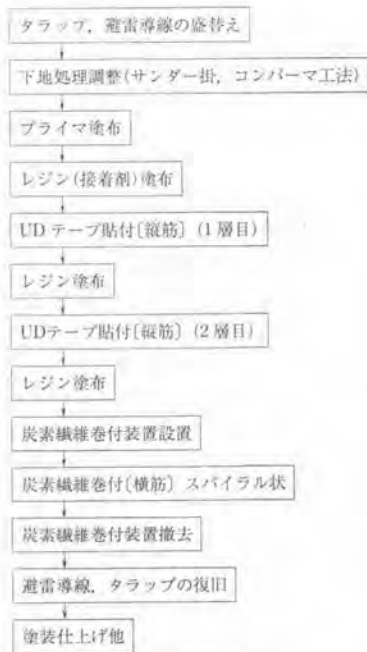 タラップ，避雷導線の盛替え
下地処理調整(サンダー掛，コンパーマ工法)
プライマ塗布
レジン(接着剤)塗布
UDテープ貼付〔縦筋〕(1層目)
レジン塗布
UDテープ貼付〔縦筋〕(2層目)
レジン塗布
炭素繊維巻付装置設置
炭素繊維巻付〔横筋〕スパイラル状
炭素繊維巻付装置撤去
避雷導線，タラップの復旧
塗装仕上げ他